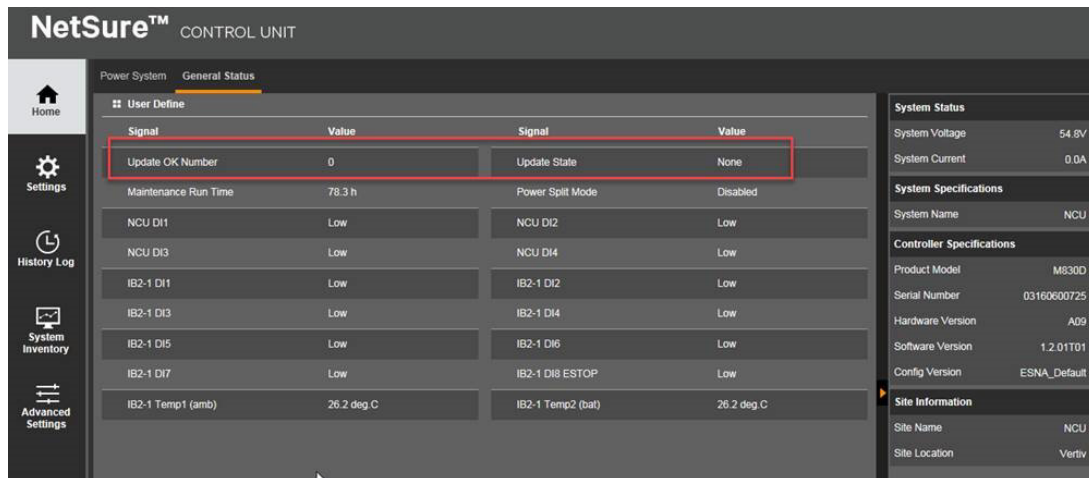 NetSure™ CONTROL UNIT
Home
Settings
History Log
System Inventory
Advanced Settings
Power System General Status
User Define
Signal Value Signal Value
Update OK Number 0 Update State None
Maintenance Run Time 78.3 h Power Split Mode Disabled
NCU DI1 Low NCU DI2 Low
NCU DI3 Low NCU DI4 Low
IB2-1 DI1 Low IB2-1 DI2 Low
IB2-1 DI3 Low IB2-1 DI4 Low
IB2-1 DI5 Low IB2-1 DI6 Low
IB2-1 DI7 Low IB2-1 DI8 ESTOP Low
IB2-1 Temp1 (amb) 26.2 deg.C IB2-1 Temp2 (bat) 26.2 deg.C
System Status
System Voltage 54.8V
System Current 0.0A
System Specifications
System Name NCU
Controller Specifications
Product Model M830D
Serial Number 03160600725
Hardware Version A09
Software Version 1.2.01T01
Config Version ESNA_Default
Site Information
Site Name NCU
Site Location Vertiv